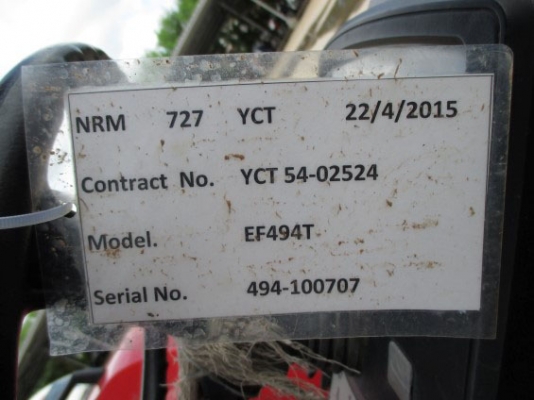 NRM 727 YCT 22/4/2015
Contract No. YCT 54-02524
Model. EF494T
Serial No. 494-100707